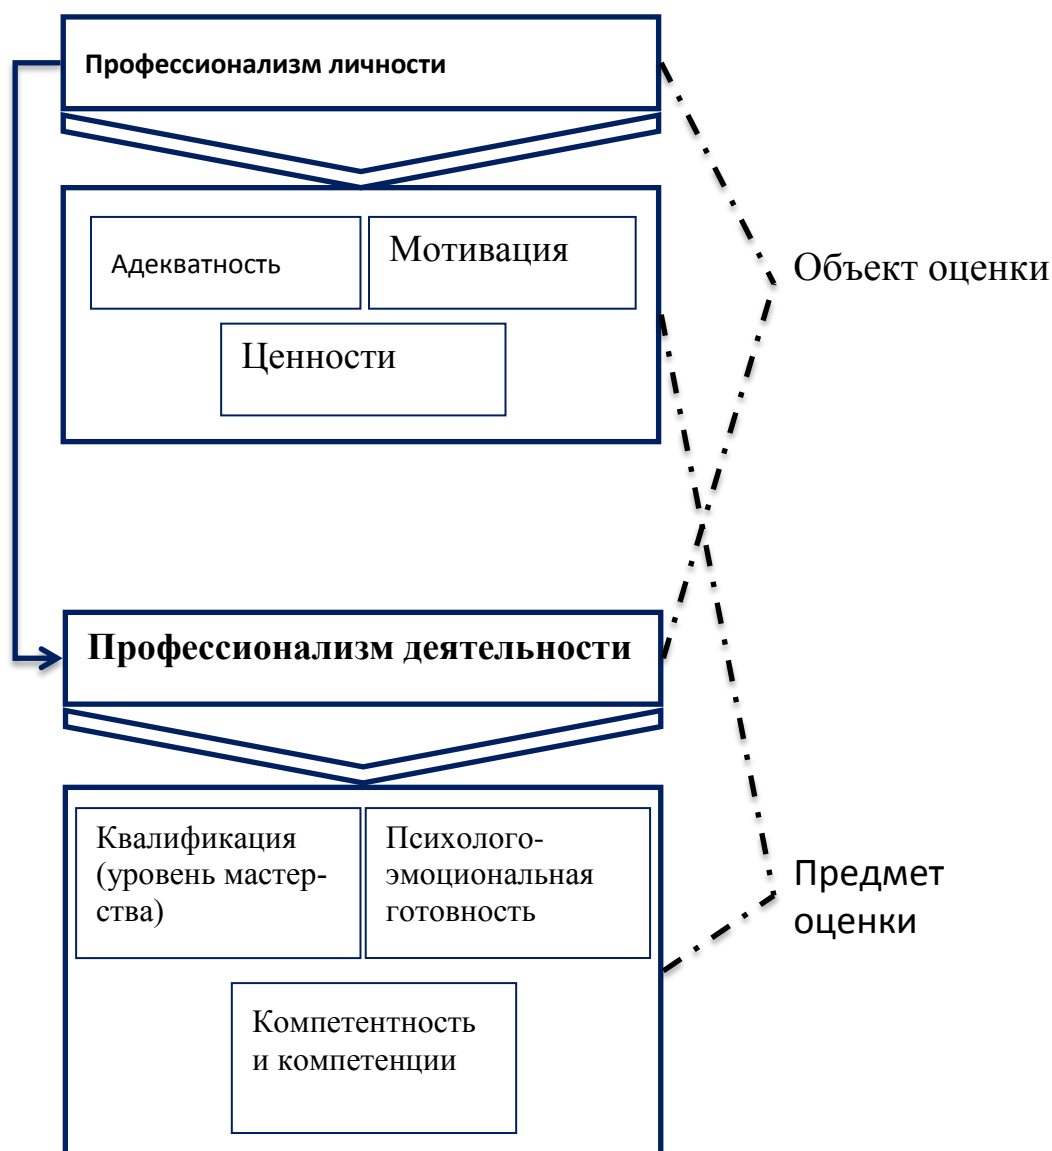 Профессионализм личности
Адекватность
Мотивация
Ценности
Объект оценки
Профессионализм деятельности
Квалификация
(уровень мастер-
ства)
Психолого-
эмоциональная
готовность
Предмет
оценки
Компетентность
и компетенции